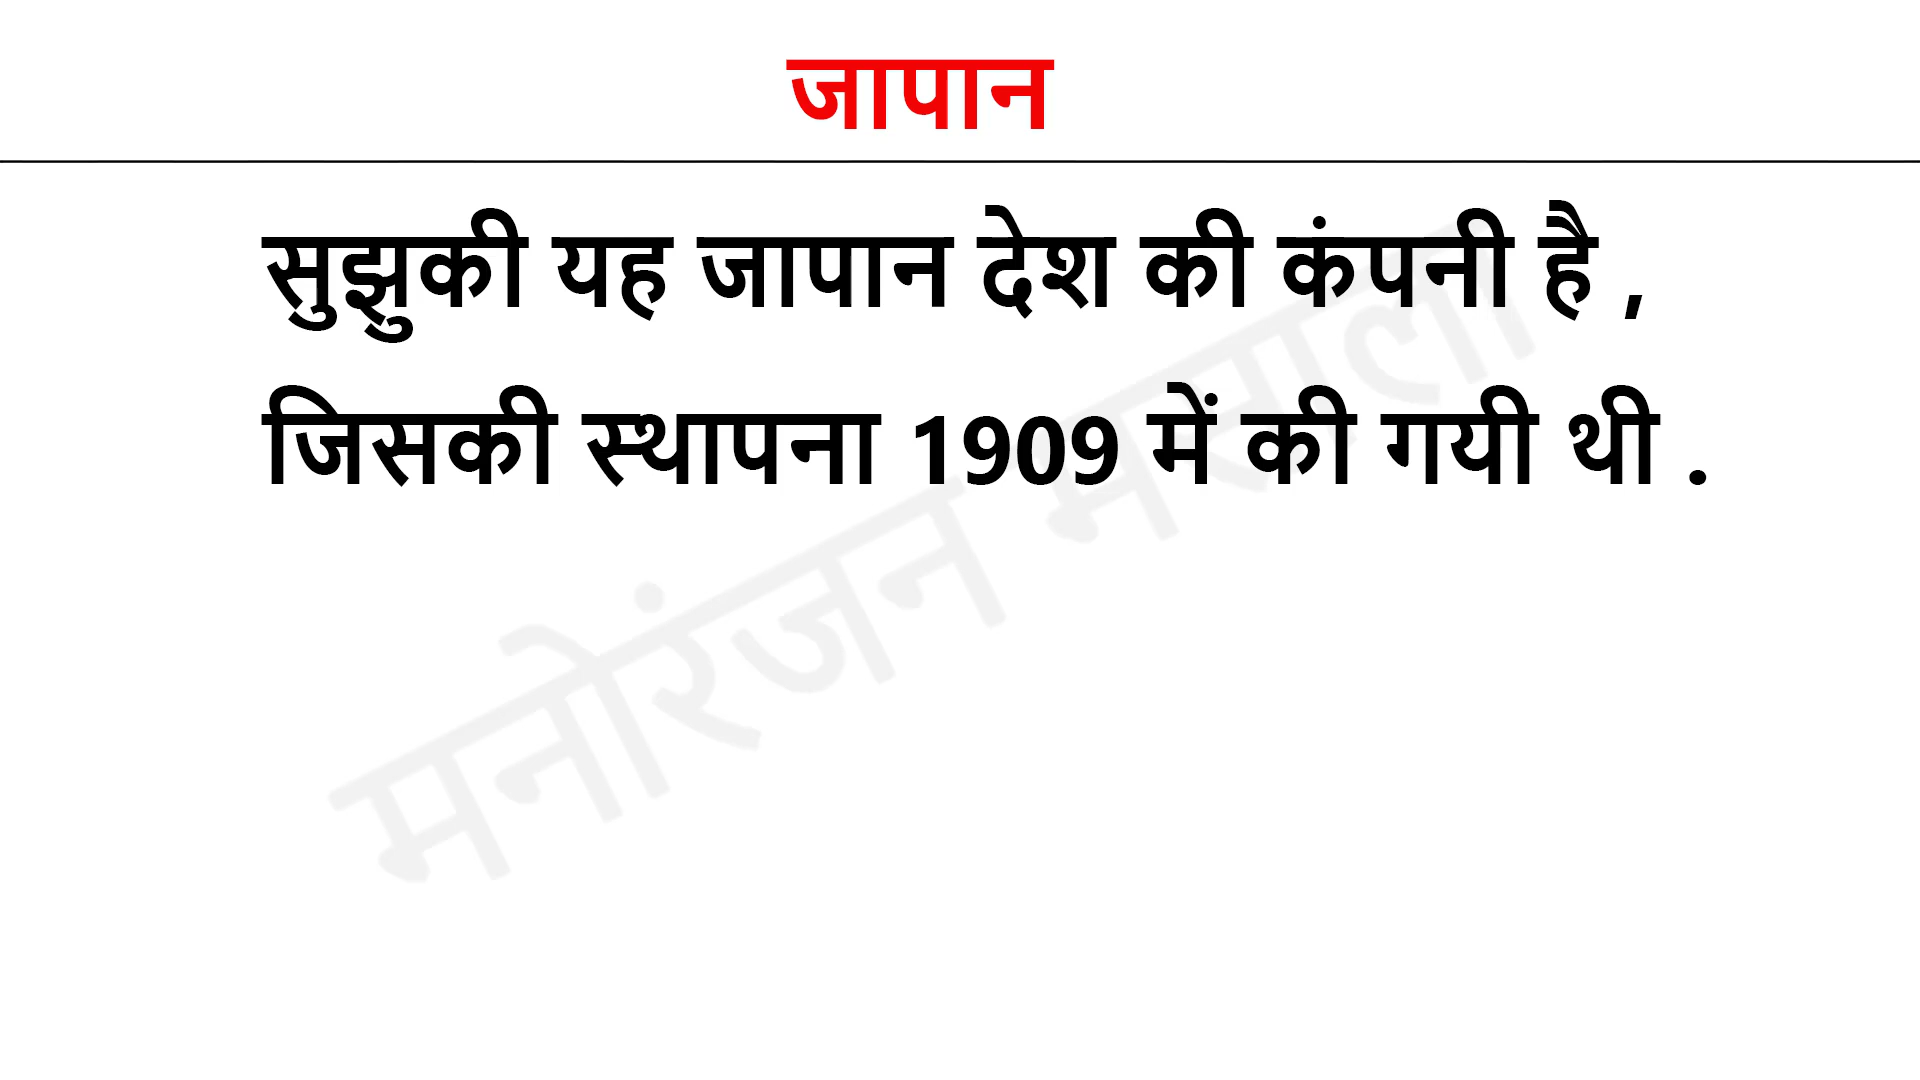 जापान
सुझुकी यह जापान देश की कंपनी है ,
जिसकी स्थापना 1909 में की गयी थी .
मनोरंजन मसाला